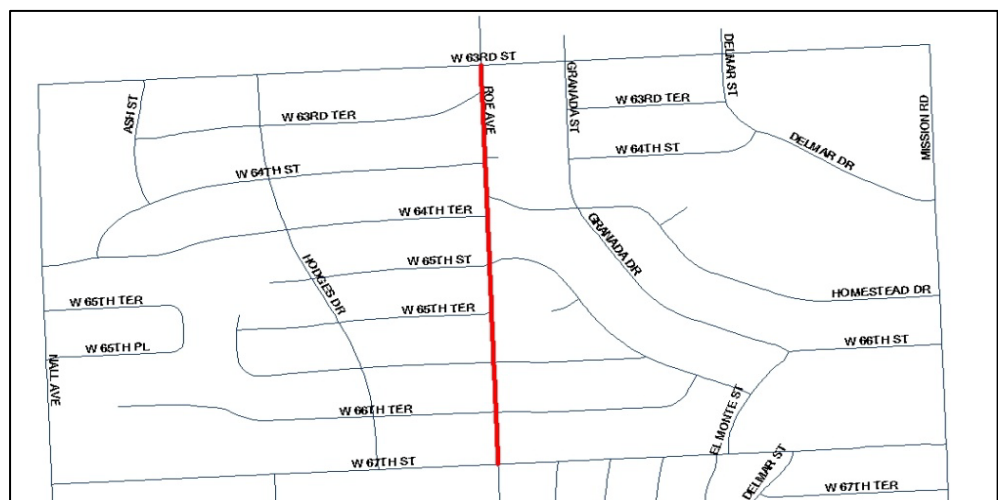 W 63RD ST
DELMAR ST
GRANADA ST
ROE AVE
ASH ST
W 63RD TER
W 63RD TER
MISSION RD
DELMAR DR
W 64TH ST
W 64TH ST
W 64TH TER
GRANADA DR
W 65TH ST
HODGES DR
HOMESTEAD DR
W 65TH TER
W 65TH TER
W 66TH ST
W 65TH PL
NALL AVE
W 66TH TER
EL MONTE ST
W 67TH ST
DELMAR ST
W 67TH TER